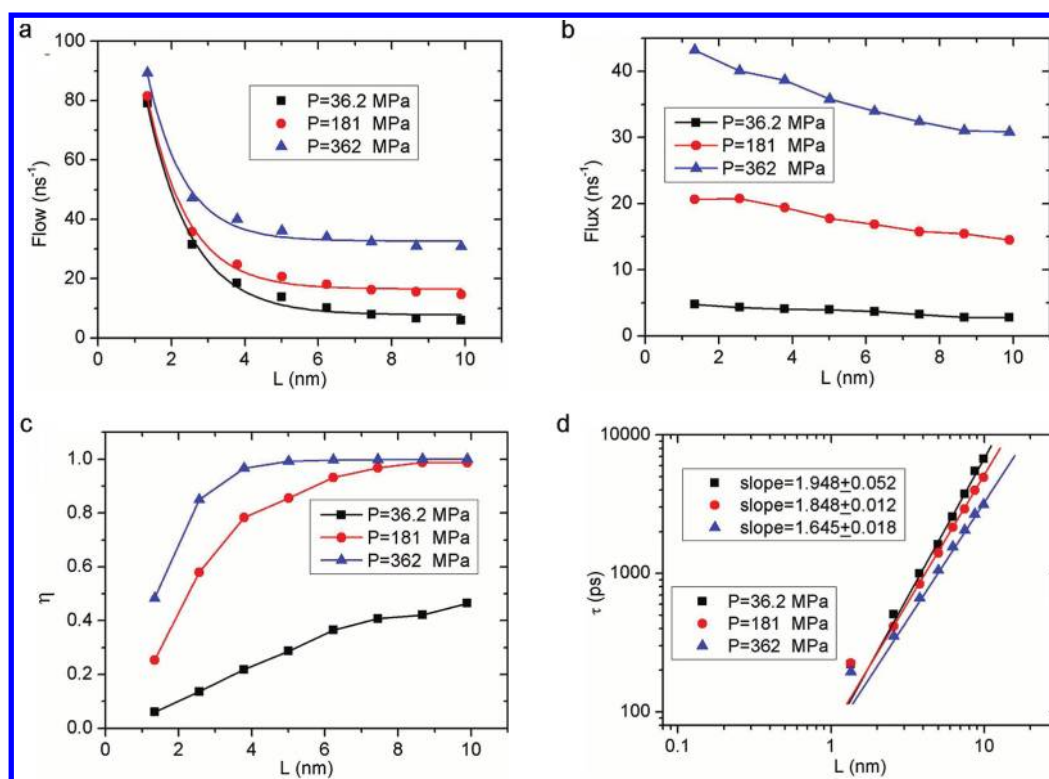 a
100
80
60
40
20
0
Flow (ns⁻¹)
P=36.2 MPa
P=181 MPa
P=362 MPa
0 2 4 6 8 10
L (nm)
b
40
30
20
10
0
Flux (ns⁻¹)
P=36.2 MPa
P=181 MPa
P=362 MPa
0 2 4 6 8 10
L (nm)
c
1.0
0.8
0.6
0.4
0.2
0.0
η
P=36.2 MPa
P=181 MPa
P=362 MPa
0 2 4 6 8 10
L (nm)
d
10000
1000
100
τ (ps)
slope=1.948±0.052
slope=1.848±0.012
slope=1.645±0.018
P=36.2 MPa
P=181 MPa
P=362 MPa
0.1 1 10
L (nm)